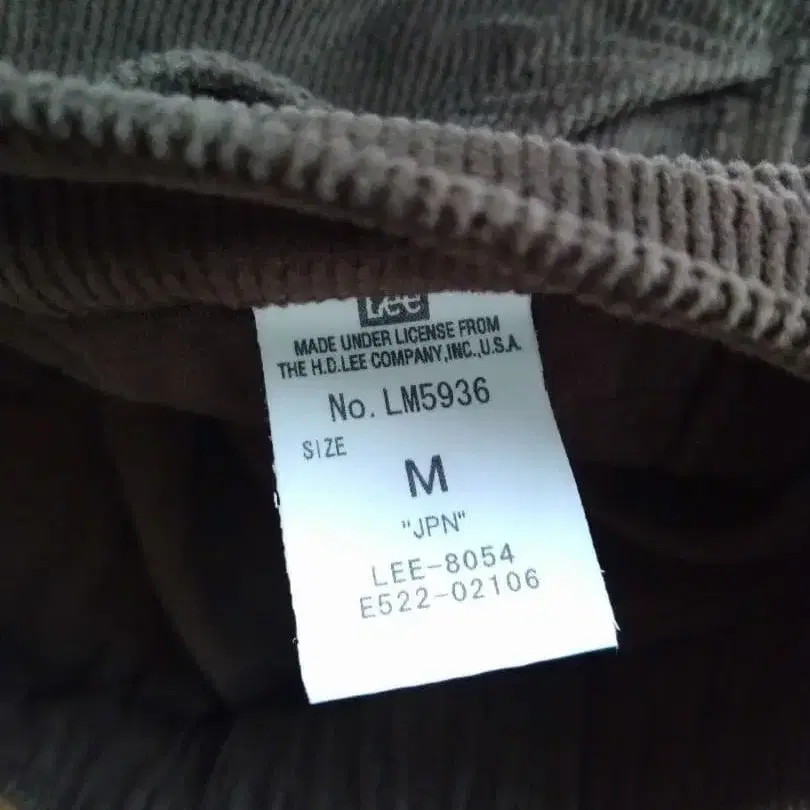 Lee
MADE UNDER LICENSE FROM
THE H.D.LEE COMPANY,INC.,U.S.A.
No. LM5936
SIZE
M
"JPN"
LEE-8054
E522-02106